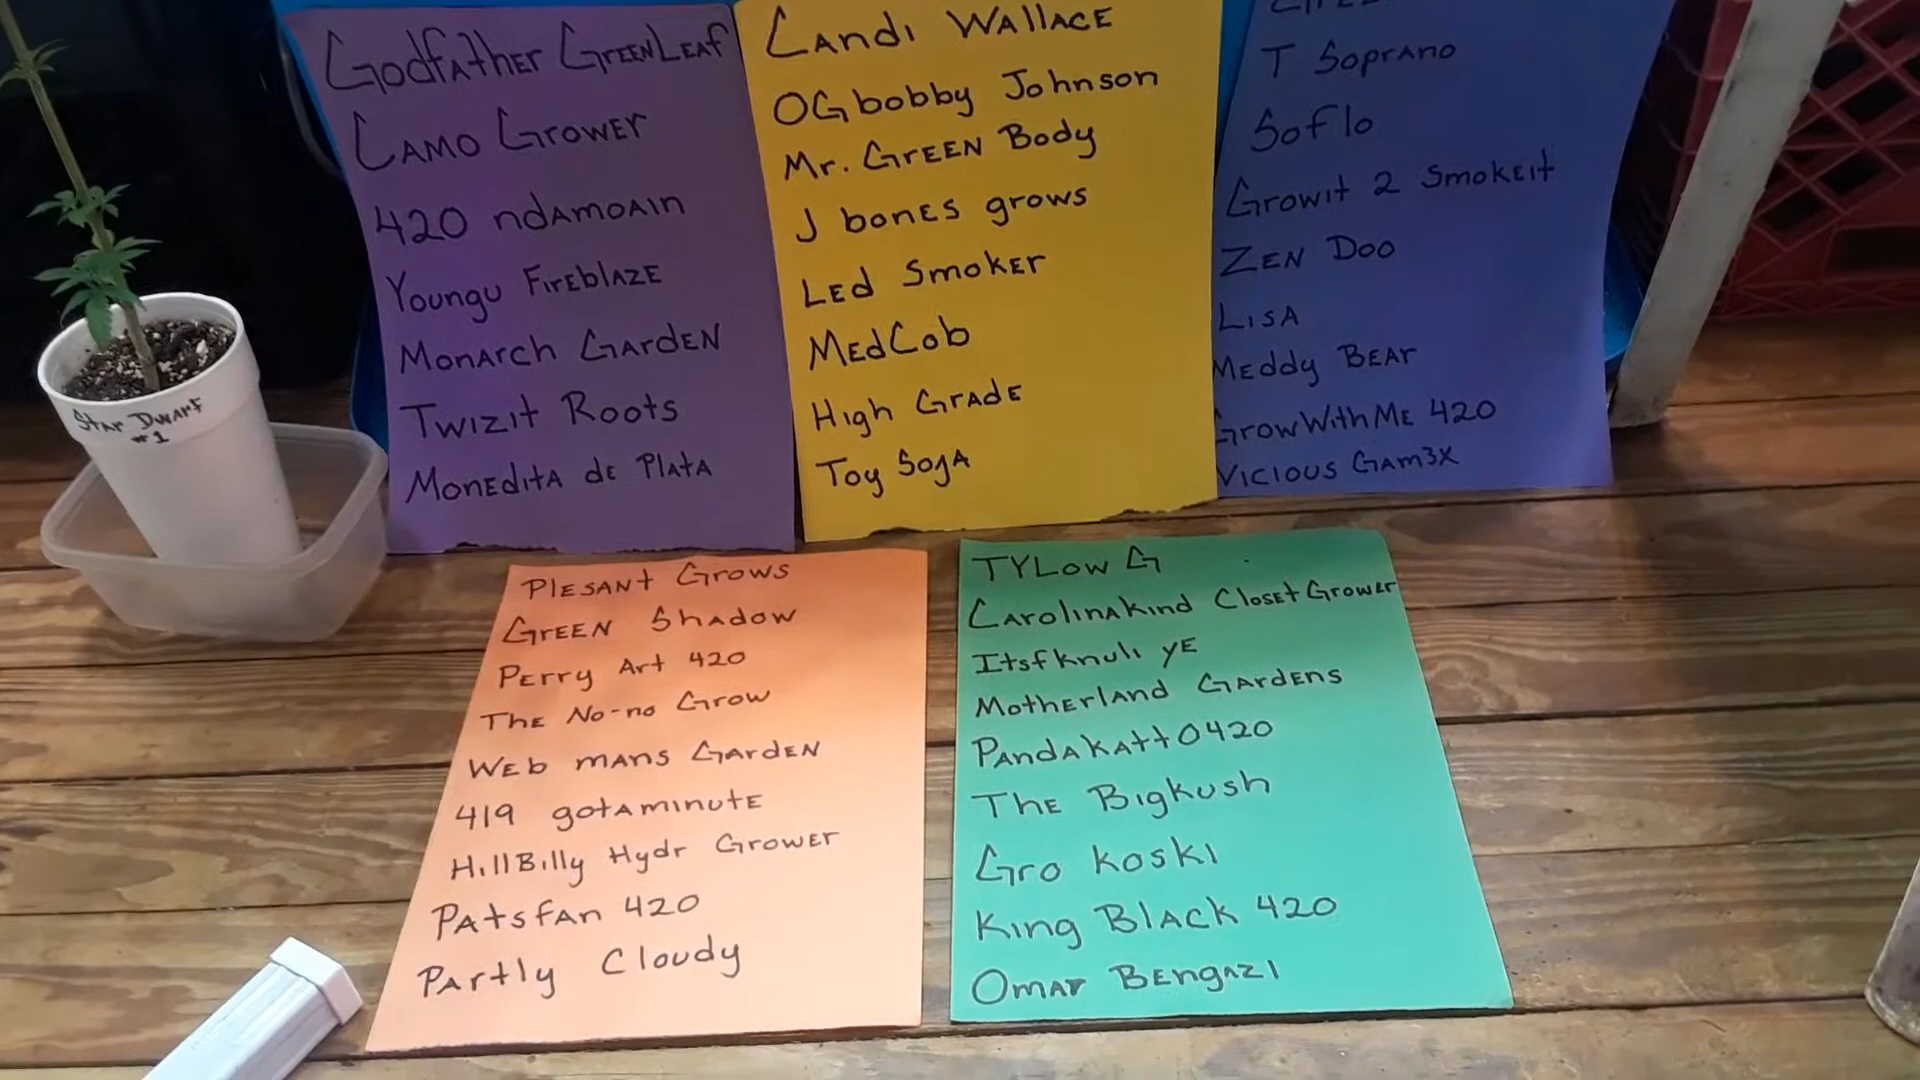 Godfather GreenLeaf
Camo Grower
420 ndamoain
Youngu Fireblaze
Monarch Garden
Twizit Roots
Monedita de Plata
Candi Wallace
OGbobby Johnson
Mr. Green Body
J bones grows
Led Smoker
MedCob
High Grade
Toy Soja
T Soprano
Soflo
Growit 2 Smokeit
Zen Doo
Lisa
Meddy Bear
GrowWithMe 420
Vicious Gam3x
Star Dwarf
#1
Plesant Grows
Green Shadow
Perry Art 420
The No-no Grow
Web mans Garden
419 gotaminute
HillBilly Hydr Grower
Patsfan 420
Partly Cloudy
TYLow G
Carolinakind Closet Grower
Itsfknuli ye
Motherland Gardens
Pandakatt0420
The Bigkush
Gro koski
King Black 420
Omar Bengazi